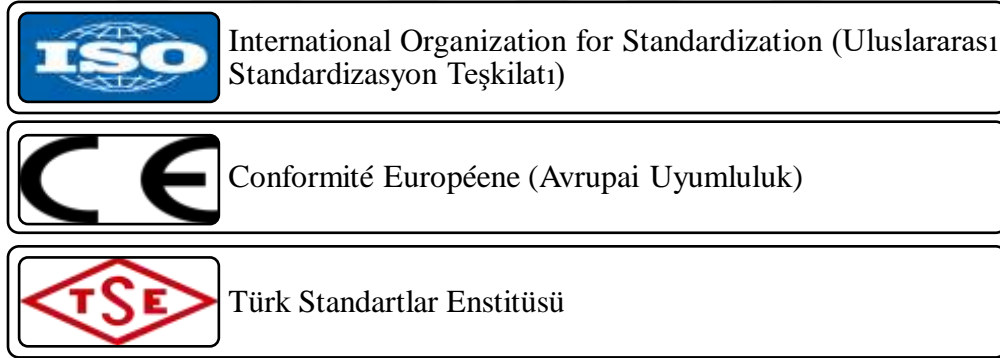 ISO
International Organization for Standardization (Uluslararası
Standardizasyon Teşkilatı)
CE
Conformité Européene (Avrupai Uyumluluk)
TSE
Türk Standartlar Enstitüsü